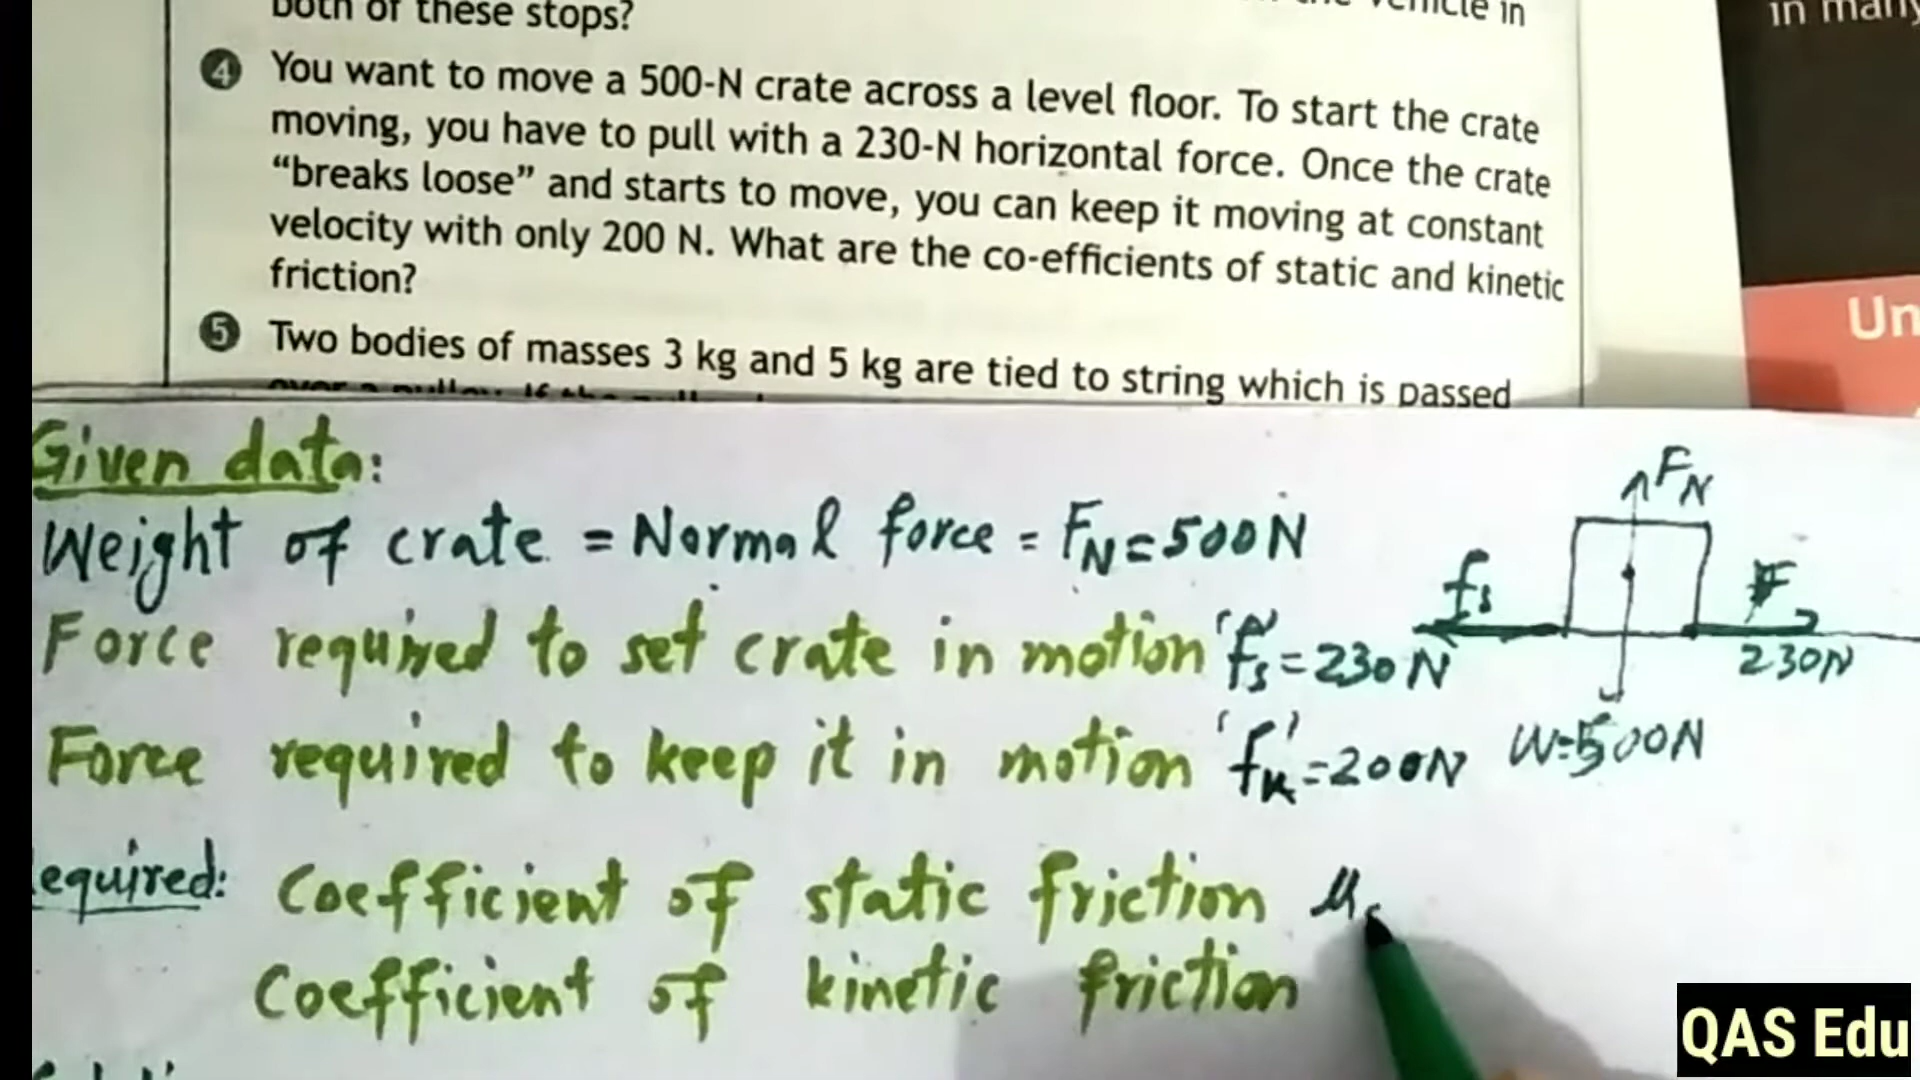 both of these stops?
vehicle in
in many
4 You want to move a 500-N crate across a level floor. To start the crate
moving, you have to pull with a 230-N horizontal force. Once the crate
“breaks loose” and starts to move, you can keep it moving at constant
velocity with only 200 N. What are the co-efficients of static and kinetic
friction?
5 Two bodies of masses 3 kg and 5 kg are tied to string which is passed
over a pulley. If the
Un
Given data:
Weight of crate = Normal force = FN = 500N
Force required to set crate in motion 'fs' = 230N
Force required to keep it in motion 'fk' = 200N
FN
fs
F
230N
W=500N
equired: Coefficient of static friction μs
Coefficient of kinetic friction
QAS Edu